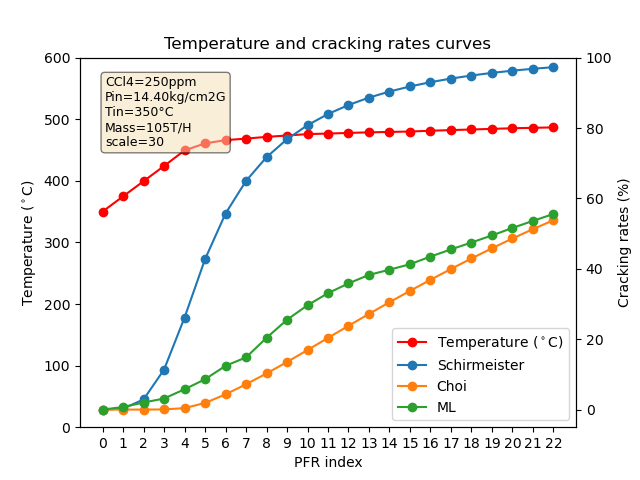 Temperature and cracking rates curves
CCl4=250ppm
Pin=14.40kg/cm2G
Tin=350°C
Mass=105T/H
scale=30
Temperature (°C)
600
500
400
300
200
100
0
Cracking rates (%)
100
80
60
40
20
0
Temperature (°C)
Schirmeister
Choi
ML
0 1 2 3 4 5 6 7 8 9 10 11 12 13 14 15 16 17 18 19 20 21 22
PFR index